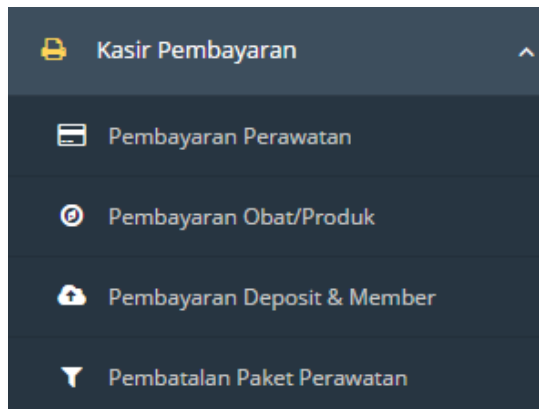 Kasir Pembayaran
Pembayaran Perawatan
Pembayaran Obat/Produk
Pembayaran Deposit & Member
Pembatalan Paket Perawatan